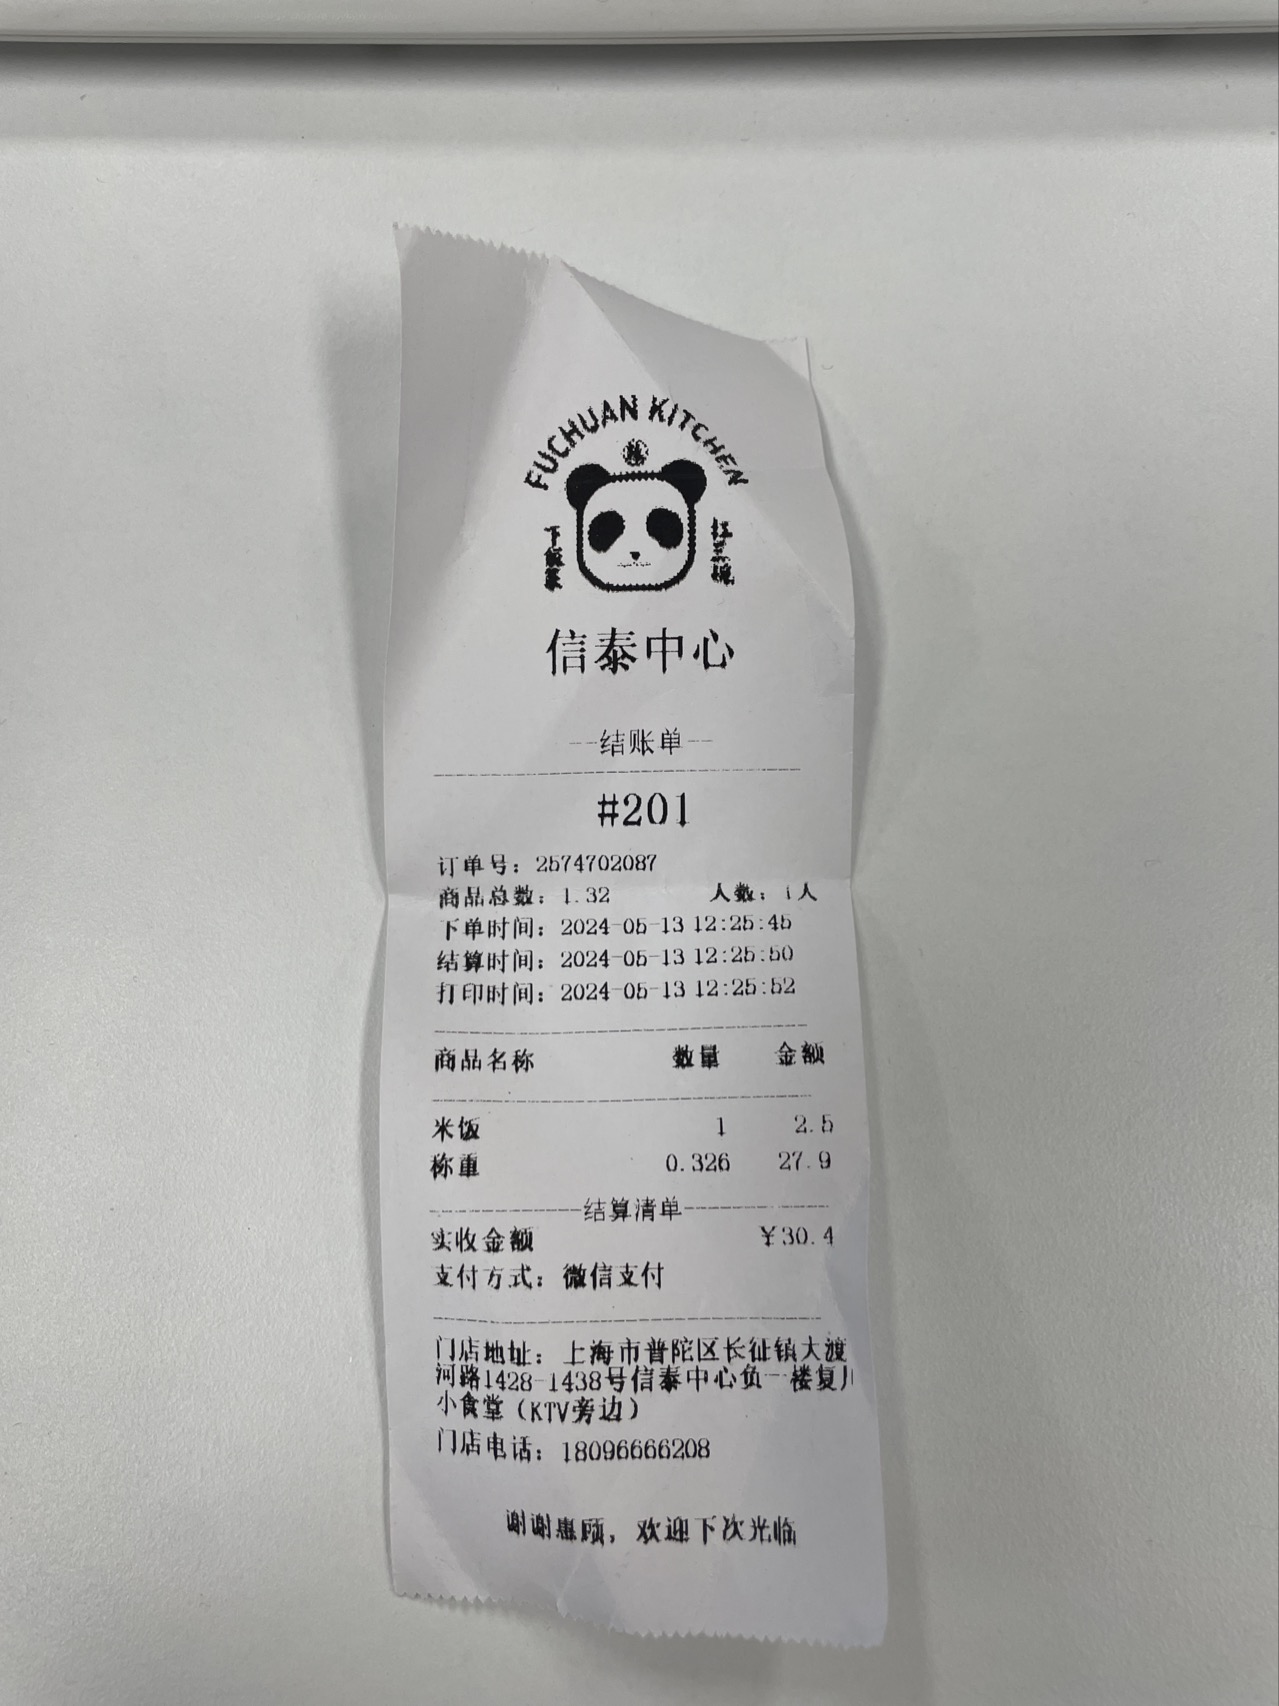 FUCHUAN KITCHEN
下饭菜
信泰中心
--结账单--
#201
订单号：2574702087
商品总数：1.32 人数：1人
下单时间：2024-05-13 12:25:45
结算时间：2024-05-13 12:25:50
打印时间：2024-05-13 12:25:52
商品名称 数量 金额
米饭 1 2.5
称重 0.326 27.9
结算清单
实收金额 ￥30.4
支付方式：微信支付
门店地址：上海市普陀区长征镇大渡
河路1428-1438号信泰中心负一楼复川
小食堂（KTV旁边）
门店电话：18096666208
谢谢惠顾，欢迎下次光临